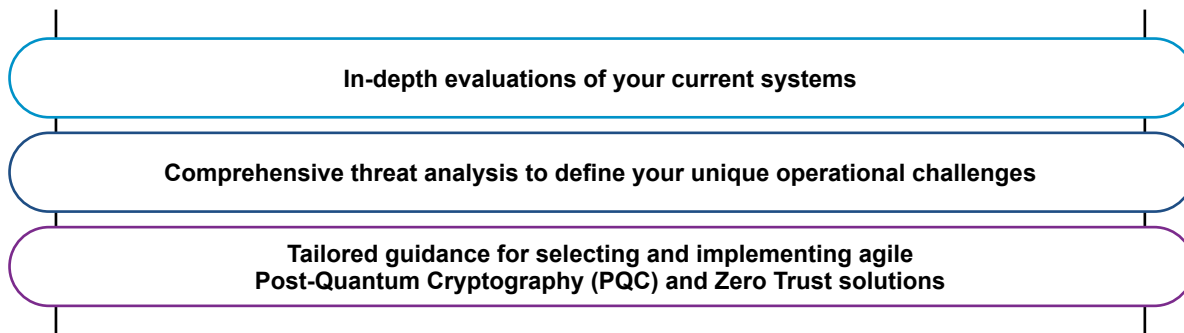 In-depth evaluations of your current systems
Comprehensive threat analysis to define your unique operational challenges
Tailored guidance for selecting and implementing agile
Post-Quantum Cryptography (PQC) and Zero Trust solutions